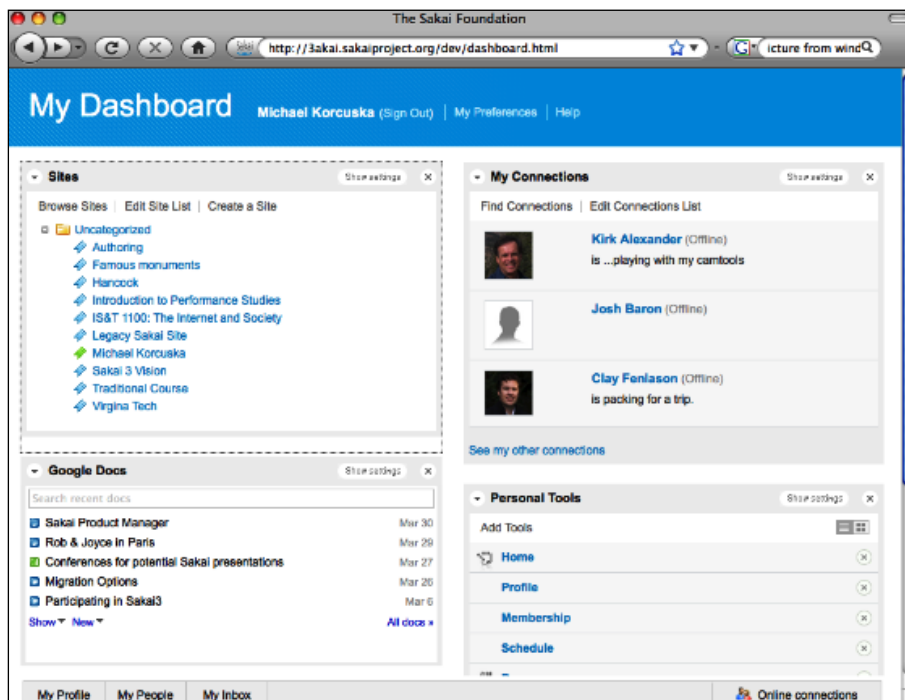 The Sakai Foundation
http://3akai.sakaiproject.org/dev/dashboard.html
icture from wind
My Dashboard
Michael Korcuska (Sign Out) | My Preferences | Help
Sites
Show settings
Browse Sites | Edit Site List | Create a Site
Uncategorized
Authoring
Famous monuments
Hancock
Introduction to Performance Studies
IS&T 1100: The Internet and Society
Legacy Sakai Site
Michael Korcuska
Sakai 3 Vision
Traditional Course
Virgina Tech
Google Docs
Show settings
Search recent docs
Sakai Product Manager Mar 30
Rob & Joyce in Paris Mar 29
Conferences for potential Sakai presentations Mar 27
Migration Options Mar 26
Participating in Sakai3 Mar 6
Show New All docs »
My Connections
Show settings
Find Connections | Edit Connections List
Kirk Alexander (Offline)
is ...playing with my camtools
Josh Baron (Offline)
Clay Fenlason (Offline)
is packing for a trip.
See my other connections
Personal Tools
Show settings
Add Tools
Home
Profile
Membership
Schedule
My Profile My People My Inbox Online connections